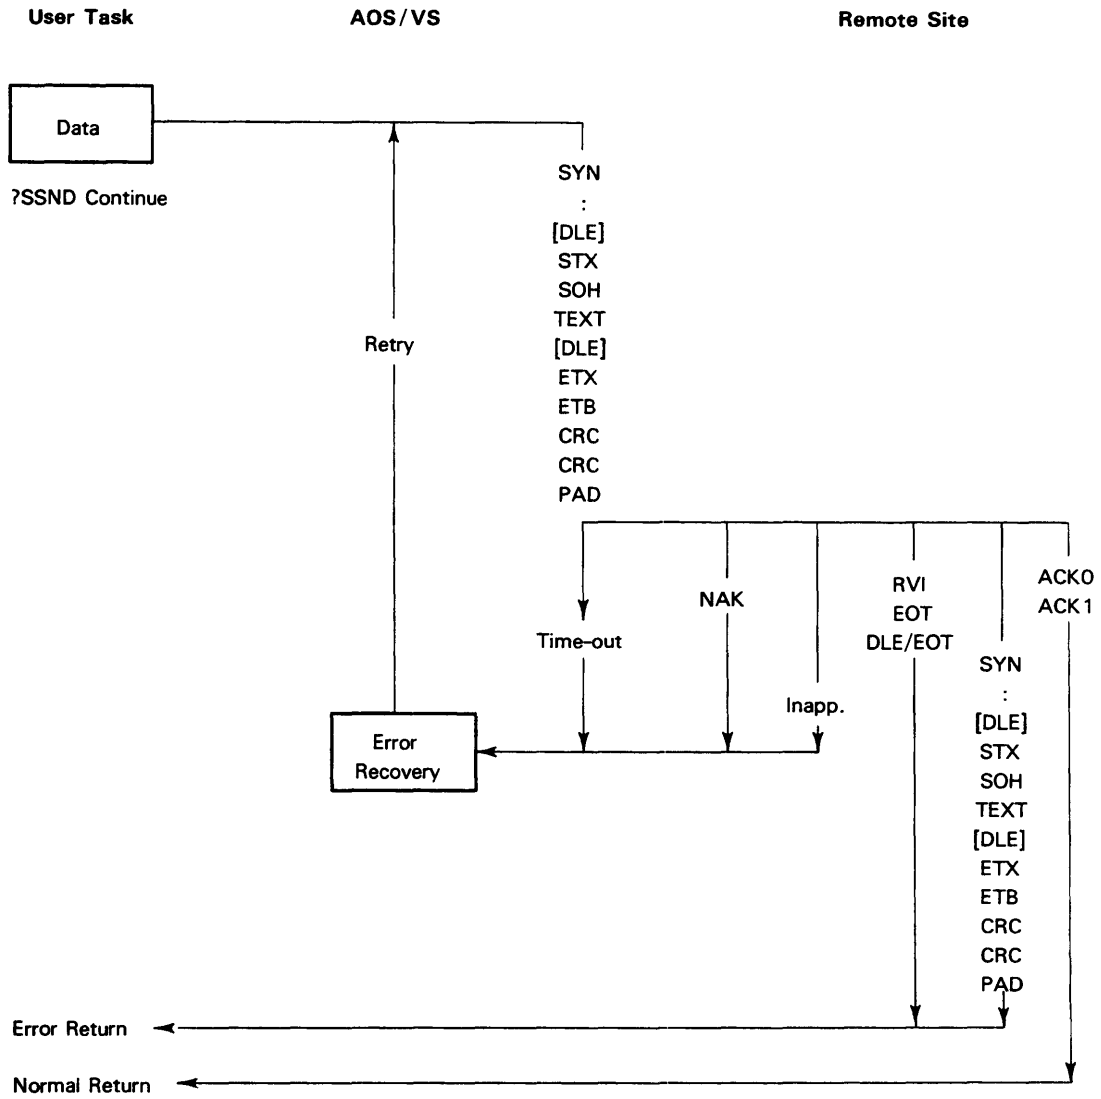 User Task AOS/VS Remote Site
Data
?SSND Continue
SYN
:
[DLE]
STX
SOH
TEXT
[DLE]
ETX
ETB
CRC
CRC
PAD
Retry
Time-out
NAK
Inapp.
RVI
EOT
DLE/EOT
SYN
:
[DLE]
STX
SOH
TEXT
[DLE]
ETX
ETB
CRC
CRC
PAD
ACK0
ACK1
Error
Recovery
Error Return
Normal Return